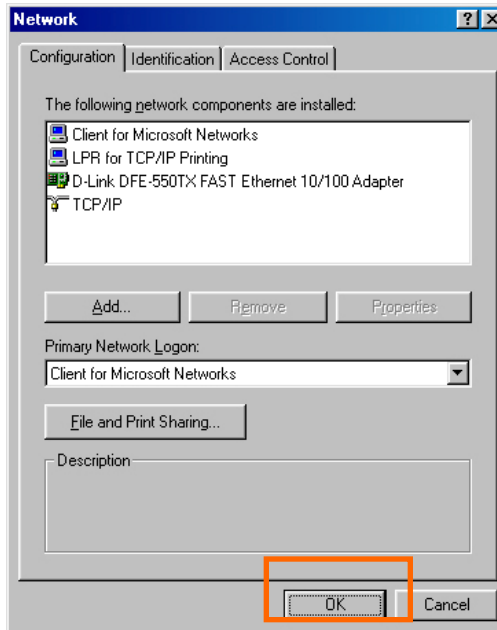 Network
Configuration Identification Access Control
The following network components are installed:
Client for Microsoft Networks
LPR for TCP/IP Printing
D-Link DFE-550TX FAST Ethernet 10/100 Adapter
TCP/IP
Add... Remove Properties
Primary Network Logon:
Client for Microsoft Networks
File and Print Sharing...
Description
OK Cancel